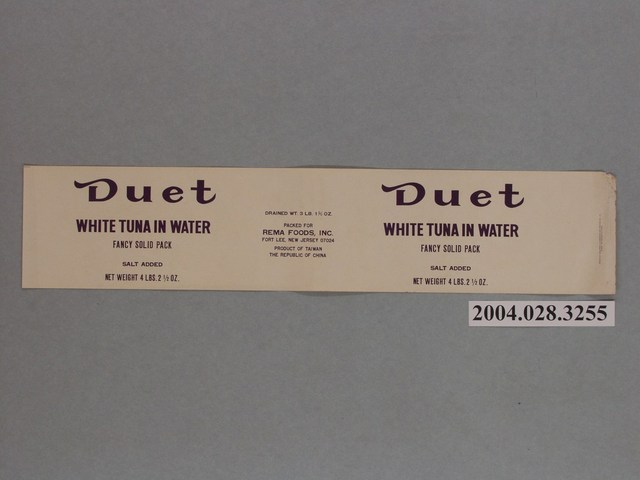 Duet
WHITE TUNA IN WATER
FANCY SOLID PACK
SALT ADDED
NET WEIGHT 4 LBS. 2 ½ OZ.
DRAINED WT. 3 LB. 1½ OZ.
PACKED FOR
REMA FOODS, INC.
FORT LEE, NEW JERSEY 07024
PRODUCT OF TAIWAN
THE REPUBLIC OF CHINA
Duet
WHITE TUNA IN WATER
FANCY SOLID PACK
SALT ADDED
NET WEIGHT 4 LBS. 2 ½ OZ.
2004.028.3255